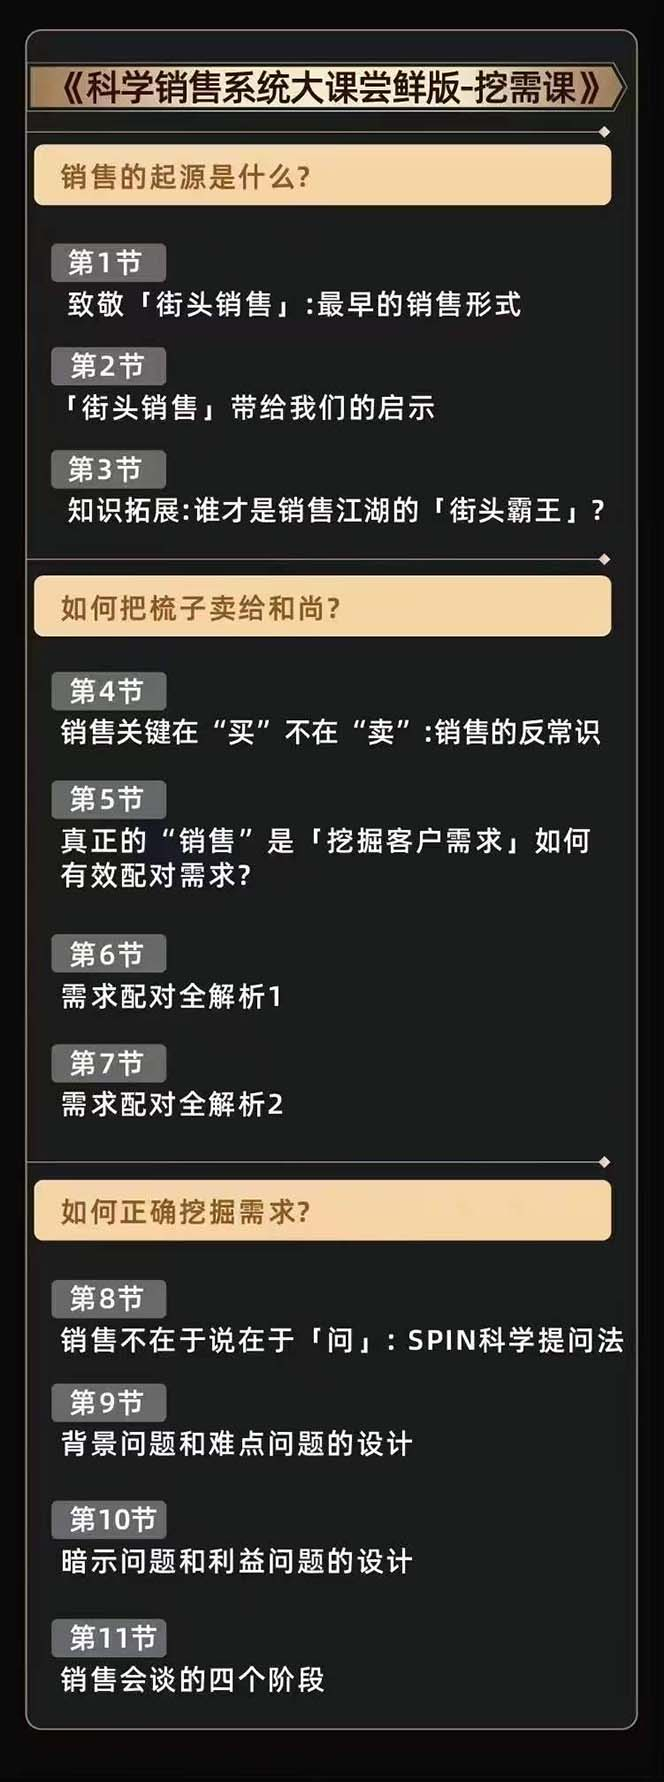 《科学销售系统大课尝鲜版-挖需课》
销售的起源是什么?
第1节
致敬「街头销售」:最早的销售形式
第2节
「街头销售」带给我们的启示
第3节
知识拓展:谁才是销售江湖的「街头霸王」?
如何把梳子卖给和尚?
第4节
销售关键在“买”不在“卖”:销售的反常识
第5节
真正的“销售”是「挖掘客户需求」如何
有效配对需求?
第6节
需求配对全解析1
第7节
需求配对全解析2
如何正确挖掘需求?
第8节
销售不在于说在于「问」: SPIN科学提问法
第9节
背景问题和难点问题的设计
第10节
暗示问题和利益问题的设计
第11节
销售会谈的四个阶段